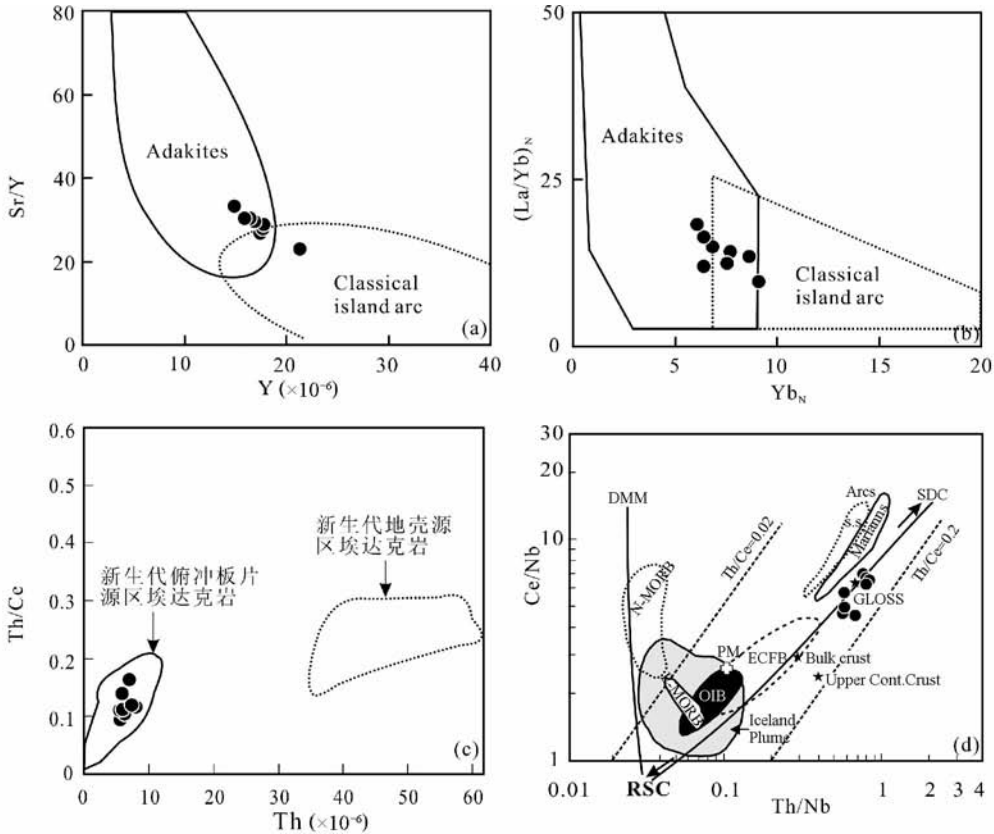 80
60
40
20
0
Sr/Y
Adakites
Classical
island arc
(a)
0
10
20
30
40
Y (×10⁻⁶)
50
25
0
(La/Yb)N
Adakites
Classical
island arc
(b)
0
5
10
15
20
YbN
0.6
0.5
0.4
0.3
0.2
0.1
0
Th/Ce
新生代俯冲板片
源区埃达克岩
新生代地壳源
区埃达克岩
(c)
0
10
20
30
40
50
60
Th (×10⁻⁶)
30
20
10
1
Ce/Nb
DMM
N-MORB
Th/Ce=0.02
Arcs
s.s.
Marianns
SDC
Th/Ce=0.2
GLOSS
PM
ECFB
Bulk crust
Upper Cont.Crust
OIB
-MORB
Iceland
Plume
RSC
(d)
0.01
0.1
1
2
3
4
Th/Nb